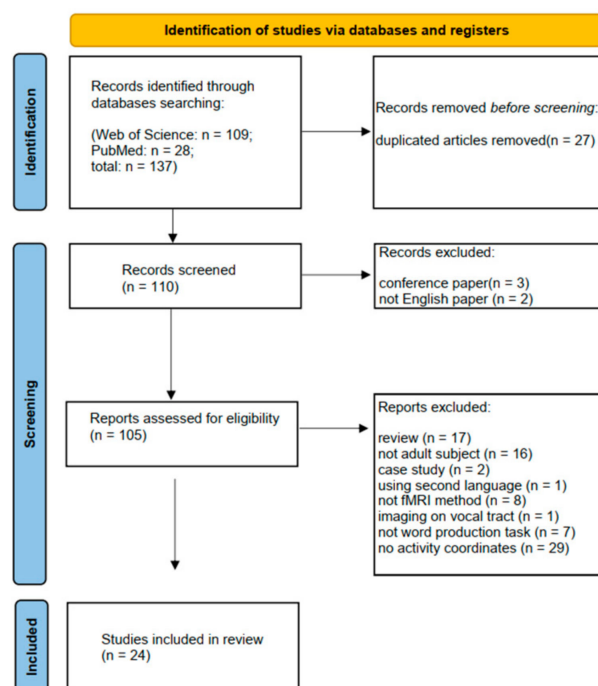 Identification of studies via databases and registers
Identification
Records identified through
databases searching:
(Web of Science: n = 109;
PubMed: n = 28;
total: n = 137)
Records removed before screening:
duplicated articles removed(n = 27)
Screening
Records screened
(n = 110)
Records excluded:
conference paper(n = 3)
not English paper (n = 2)
Reports assessed for eligibility
(n = 105)
Reports excluded:
review (n = 17)
not adult subject (n = 16)
case study (n = 2)
using second language (n = 1)
not fMRI method (n = 8)
imaging on vocal tract (n = 1)
not word production task (n = 7)
no activity coordinates (n = 29)
Included
Studies included in review
(n = 24)